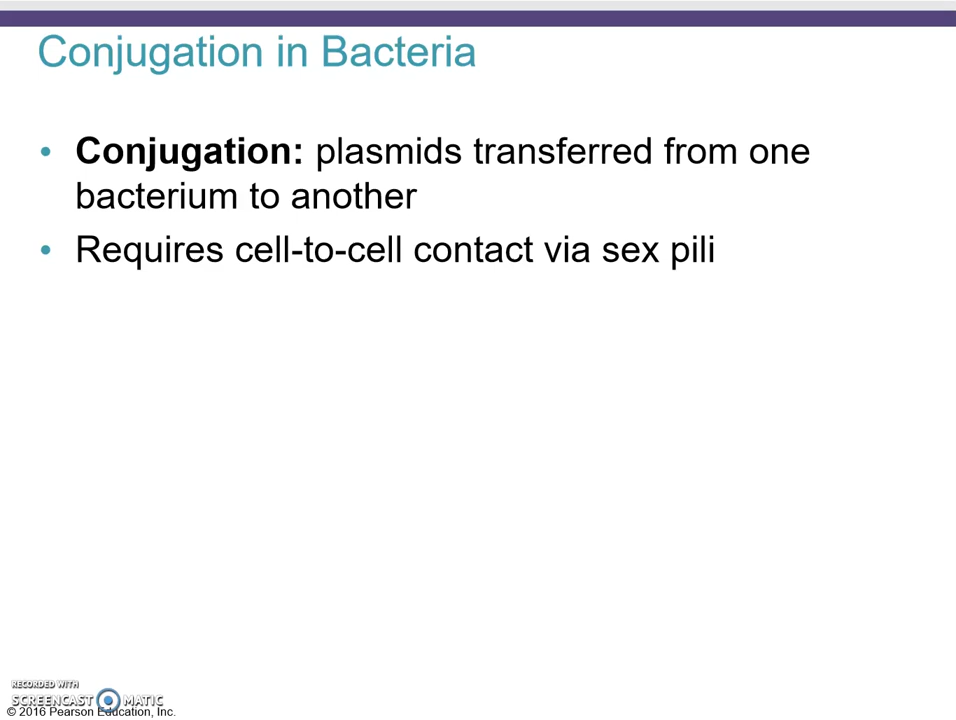 Conjugation in Bacteria
• Conjugation: plasmids transferred from one
bacterium to another
• Requires cell-to-cell contact via sex pili
RECORDED WITH
SCREENCAST MATIC
© 2016 Pearson Education, Inc.